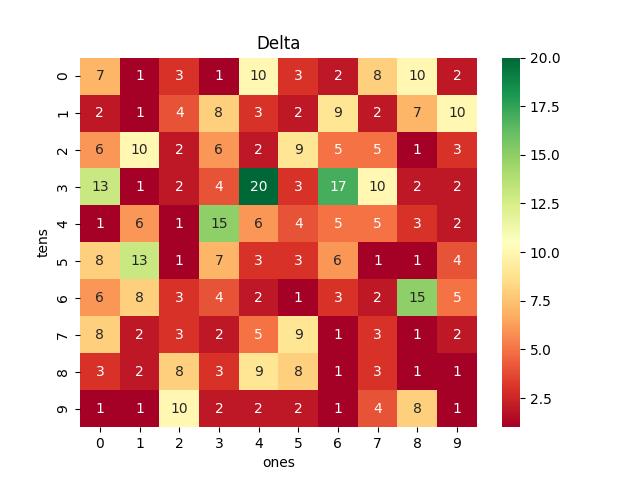 Delta
0 7 1 3 1 10 3 2 8 10 2
1 2 1 4 8 3 2 9 2 7 10
2 6 10 2 6 2 9 5 5 1 3
3 13 1 2 4 20 3 17 10 2 2
4 1 6 1 15 6 4 5 5 3 2
5 8 13 1 7 3 3 6 1 1 4
6 6 8 3 4 2 1 3 2 15 5
7 8 2 3 2 5 9 1 3 1 2
8 3 2 8 3 9 8 1 3 1 1
9 1 1 10 2 2 2 1 4 8 1
0 1 2 3 4 5 6 7 8 9
ones
tens
20.0
17.5
15.0
12.5
10.0
7.5
5.0
2.5